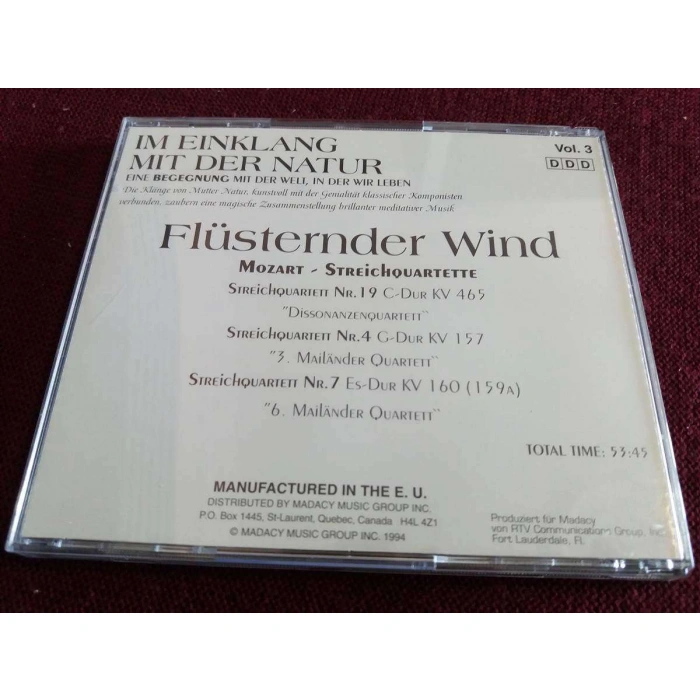 IM EINKLANG
MIT DER NATUR
EINE BEGEGNUNG MIT DER WELT, IN DER WIR LEBEN
Die Klänge von Mutter Natur, kunstvoll mit der Genialität klassischer Komponisten
verbunden, zaubern eine magische Zusammenstellung brillanter meditativer Musik
Vol. 3
DDD
Flüsternder Wind
MOZART - STREICHQUARTETTE
STREICHQUARTETT NR.19 C-DUR KV 465
"DISSONANZENQUARTETT"
STREICHQUARTETT NR.4 G-DUR KV 157
"3. MAILÄNDER QUARTETT"
STREICHQUARTETT NR.7 ES-DUR KV 160 (159A)
"6. MAILÄNDER QUARTETT"
TOTAL TIME: 53:45
MANUFACTURED IN THE E. U.
DISTRIBUTED BY MADACY MUSIC GROUP INC.
P.O. Box 1445, St-Laurent, Quebec, Canada H4L 4Z1
© MADACY MUSIC GROUP INC. 1994
Produziert für Madacy
von RTV Communications Group, Inc.
Fort Lauderdale, Fl.